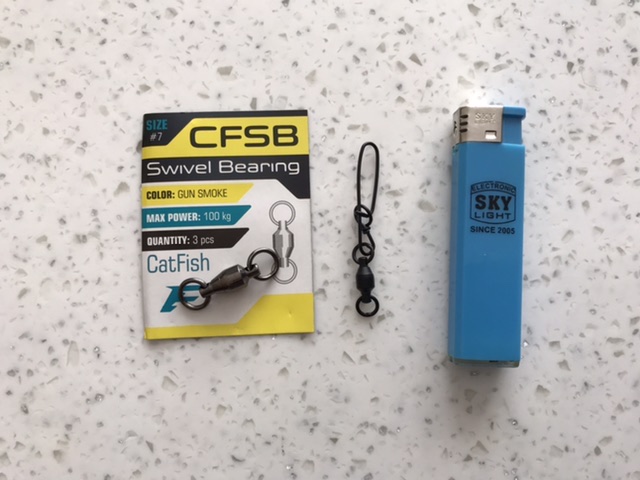 SIZE
#7
CFSB
Swivel Bearing
COLOR: GUN SMOKE
MAX POWER: 100 kg
QUANTITY: 3 pcs
CatFish
SKY
ELECTRONIC
SKY
LIGHT
SINCE 2005